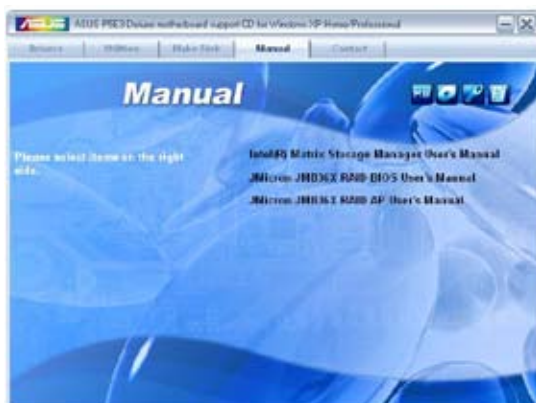 ASUS
ASUS P5E3 Deluxe motherboard support CD for Windows XP Home/Professional
Drivers
Utilities
Make Disk
Manual
Contact
Manual
Please select items on the right
side.
Intel(R) Matrix Storage Manager User's Manual
JMicron JMB36X RAID BIOS User's Manual
JMicron JMB36X RAID AP User's Manual